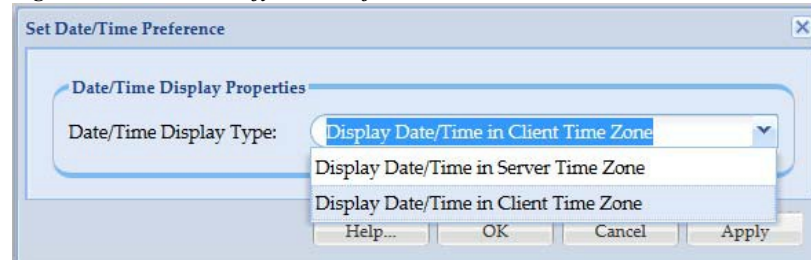 Set Date/Time Preference
Date/Time Display Properties
Date/Time Display Type:
Display Date/Time in Client Time Zone
Display Date/Time in Server Time Zone
Display Date/Time in Client Time Zone
Help... OK Cancel Apply